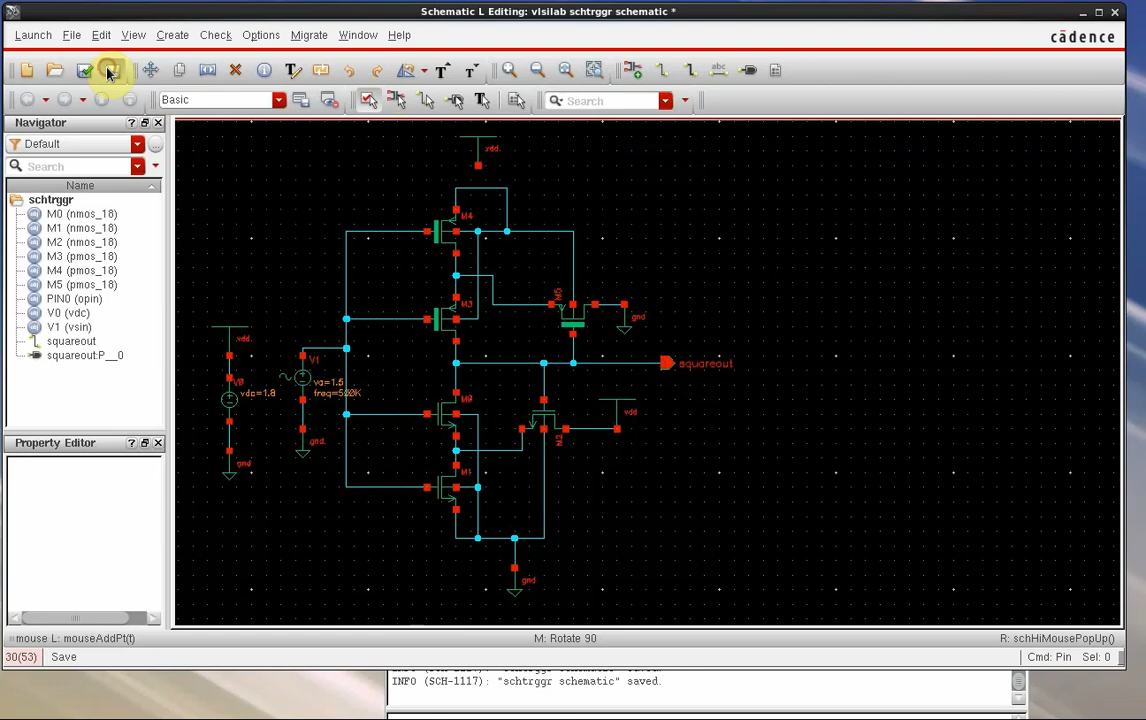 Schematic L Editing: vlsilab schtrggr schematic *
Launch File Edit View Create Check Options Migrate Window Help
cādence
Basic
Search
Navigator
Default
Search
Name
schtrggr
M0 (nmos_18)
M1 (nmos_18)
M2 (nmos_18)
M3 (pmos_18)
M4 (pmos_18)
M5 (pmos_18)
PIN0 (opin)
V0 (vdc)
V1 (vsin)
squareout
squareout:P__0
Property Editor
vdd
M4
M5
M3
gnd
vdd
V1
squareout
V0
va=1.5
vdc=1.8
M0
vdd
gnd
M2
gnd
M1
gnd
mouse L: mouseAddPt(t)
M: Rotate 90
R: schHiMousePopUp()
30(53)
Save
Cmd: Pin Sel: 0
INFO (SCH-1117): "schtrggr schematic" saved.